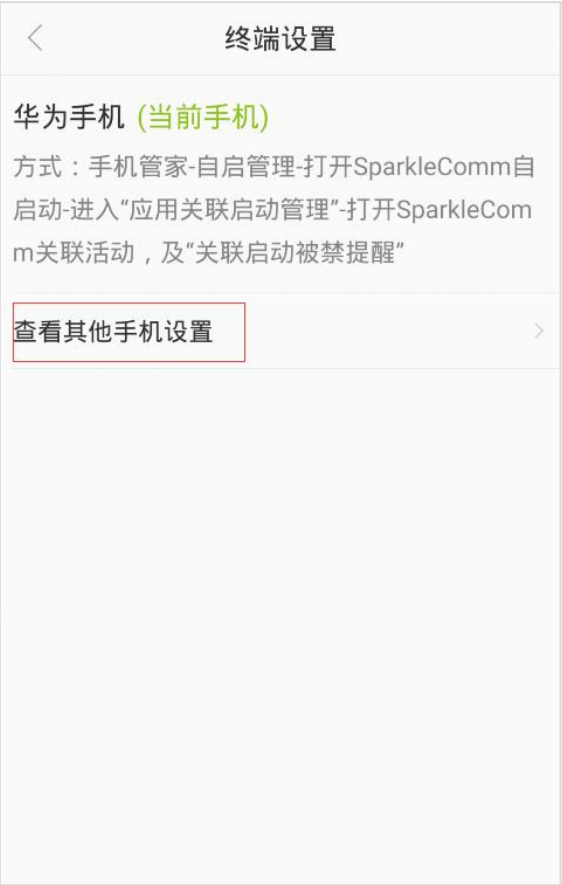 终端设置
华为手机 (当前手机)
方式：手机管家-自启管理-打开SparkleComm自
启动-进入“应用关联启动管理”-打开SparkleCom
m关联活动，及“关联启动被禁提醒”
查看其他手机设置